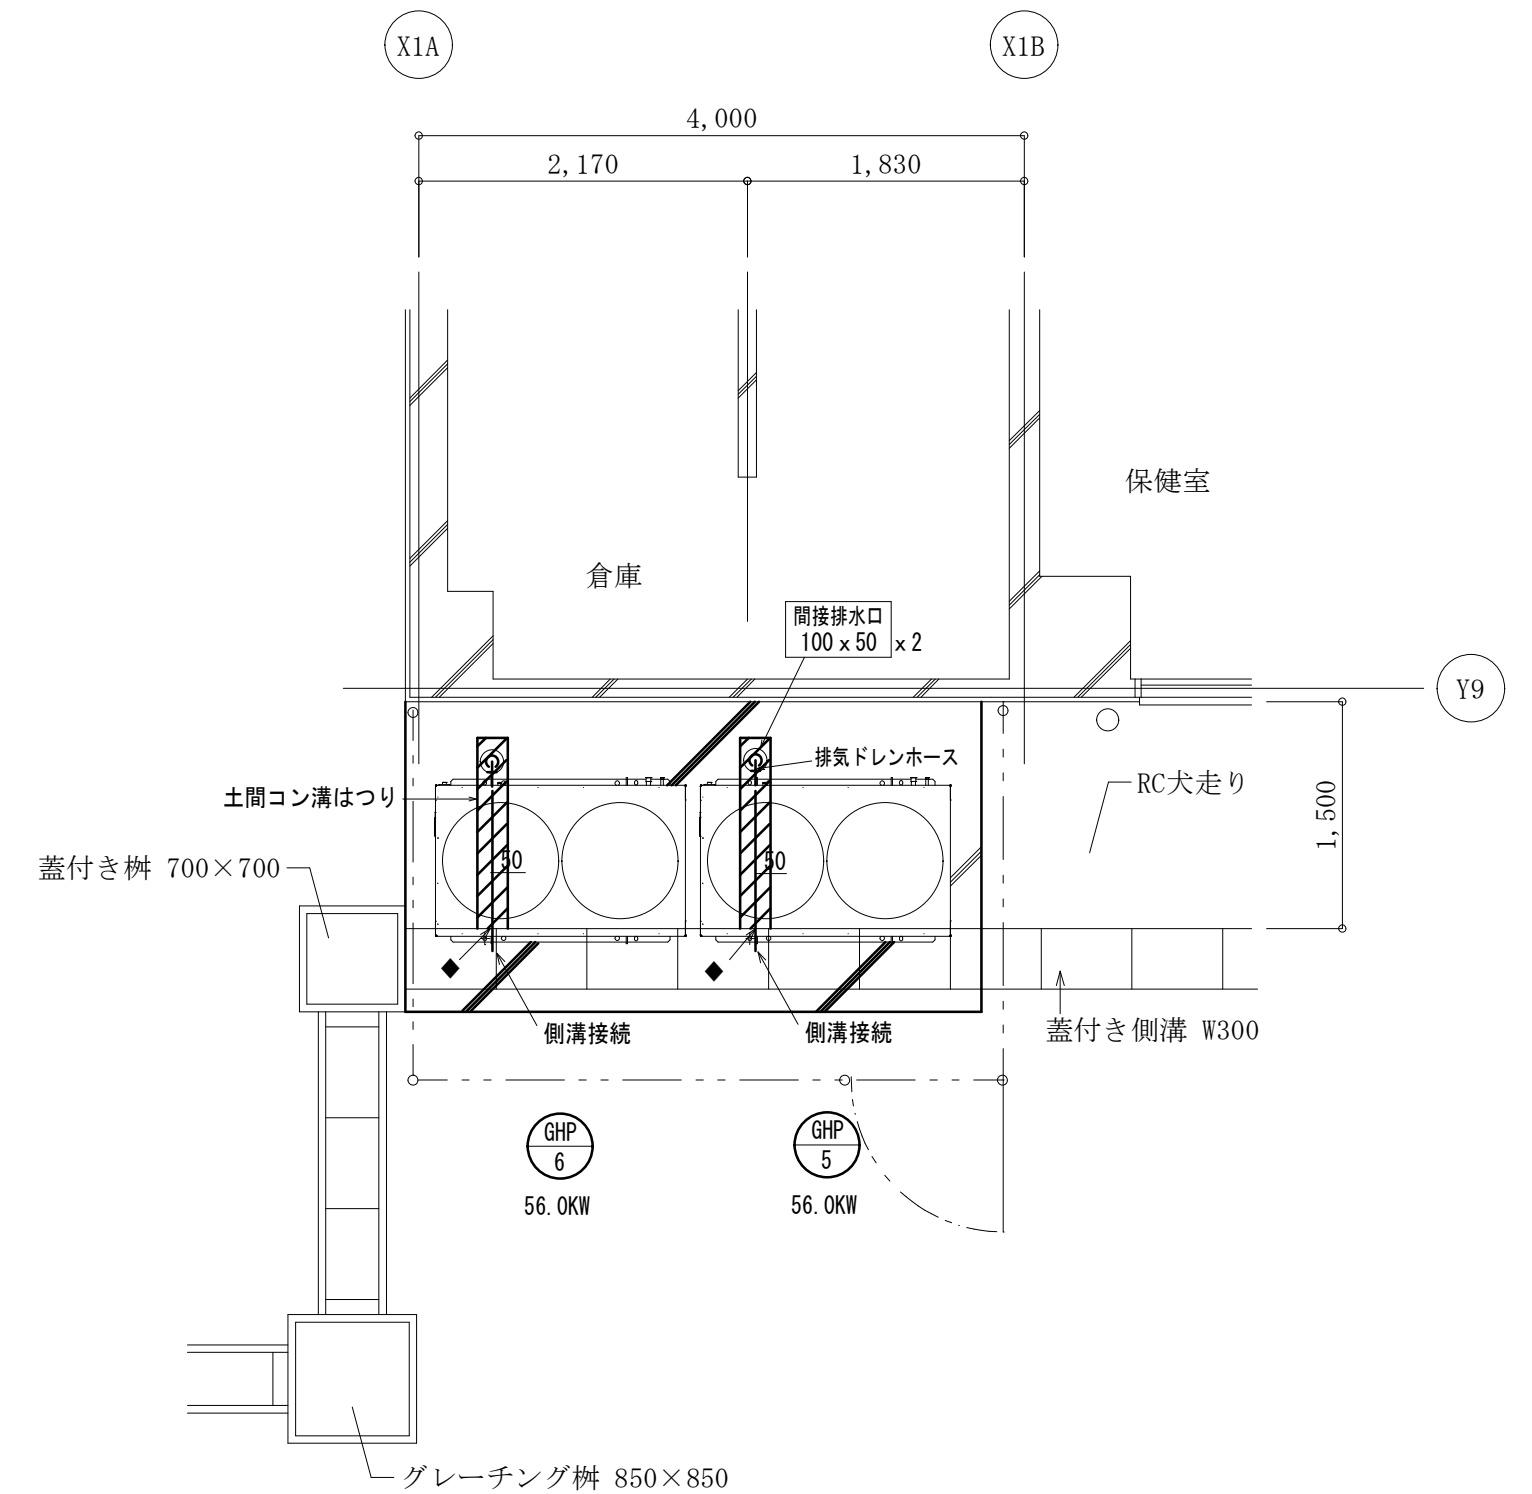 X1A
X1B
4,000
2,170
1,830
保健室
倉庫
間接排水口
100 x 50 x 2
Y9
排気ドレンホース
RC犬走り
土間コン溝はつり
1,500
50
50
蓋付き桝 700×700
側溝接続
側溝接続
蓋付き側溝 W300
GHP
6
56.0KW
GHP
5
56.0KW
グレーチング桝 850×850